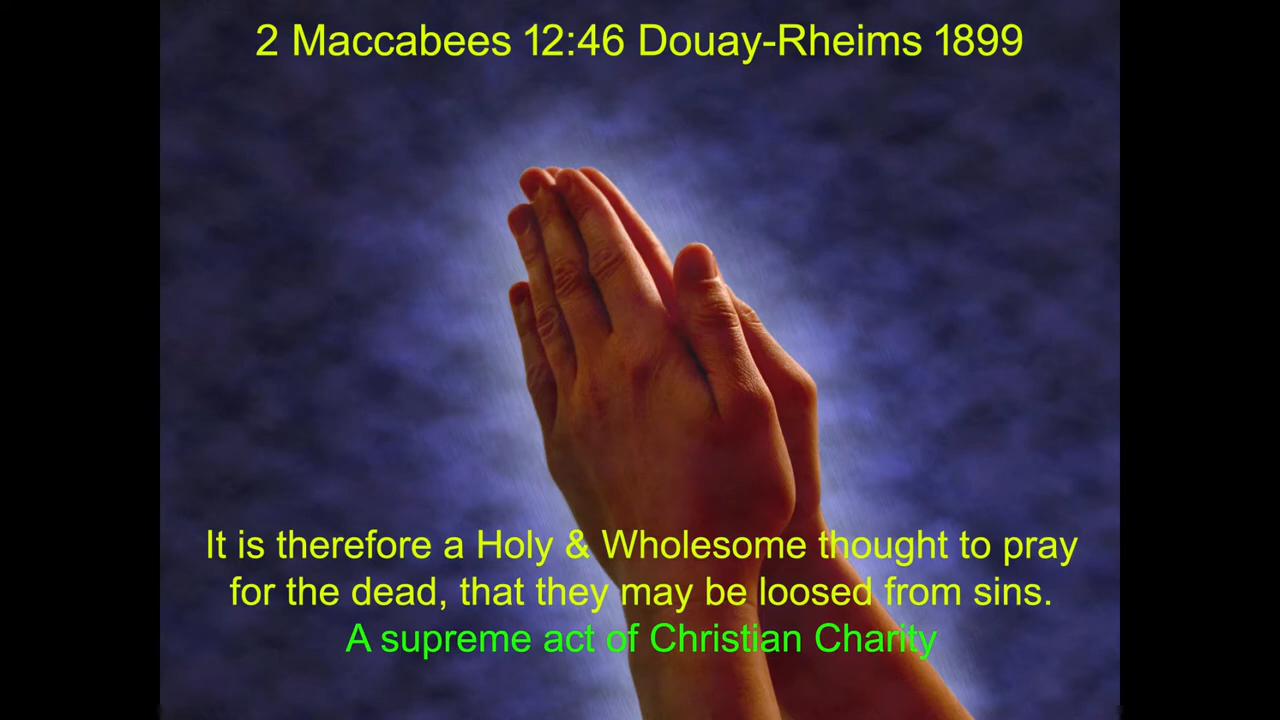 2 Maccabees 12:46 Douay-Rheims 1899
It is therefore a Holy & Wholesome thought to pray
for the dead, that they may be loosed from sins.
A supreme act of Christian Charity